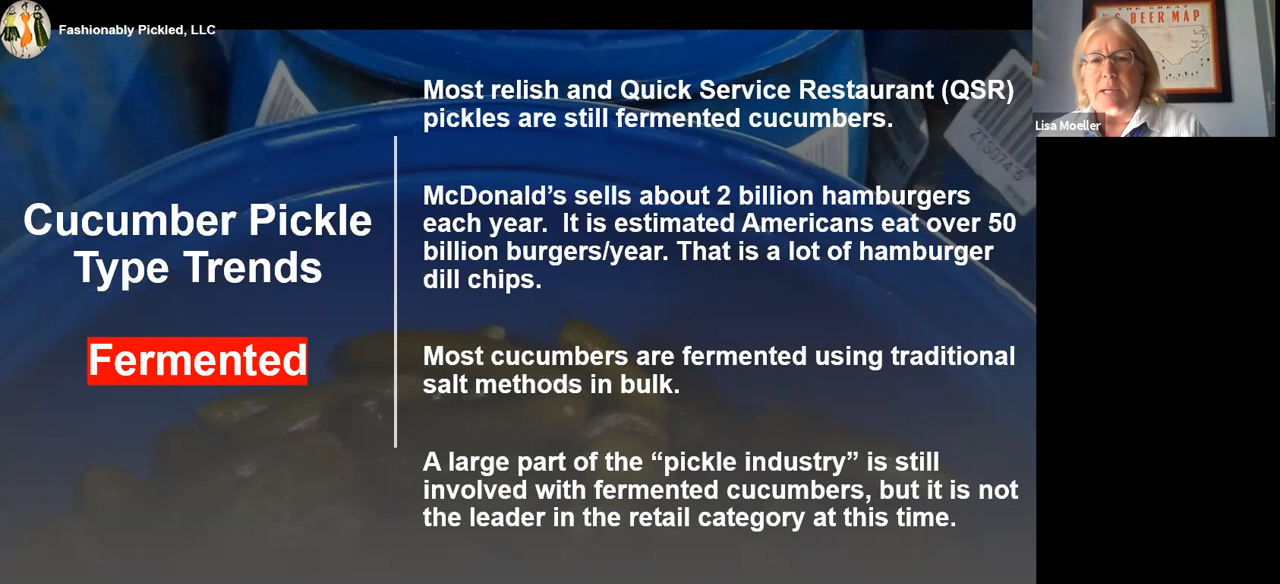 Fashionably Pickled, LLC
BEER MAP
Lisa Moeller
Cucumber Pickle
Type Trends
Fermented
Most relish and Quick Service Restaurant (QSR)
pickles are still fermented cucumbers.
McDonald’s sells about 2 billion hamburgers
each year.  It is estimated Americans eat over 50
billion burgers/year. That is a lot of hamburger
dill chips.
Most cucumbers are fermented using traditional
salt methods in bulk.
A large part of the “pickle industry” is still
involved with fermented cucumbers, but it is not
the leader in the retail category at this time.